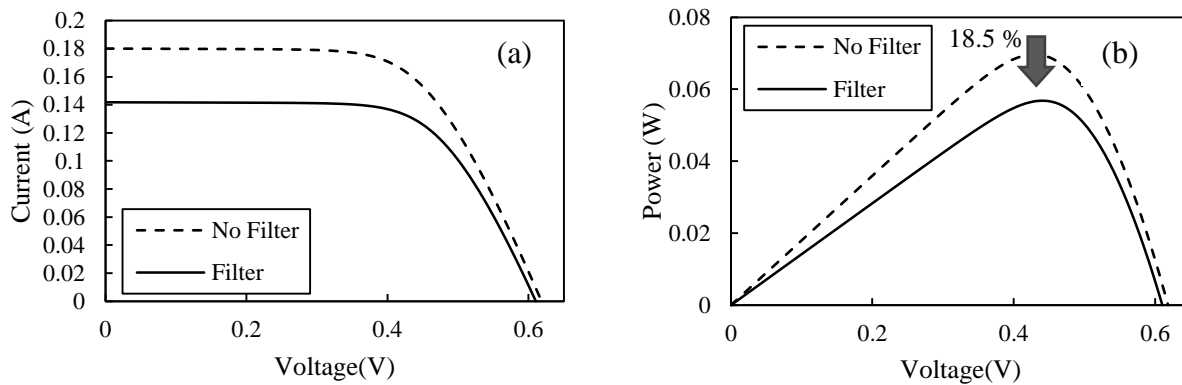 0.2
0.18
0.16
0.14
0.12
0.1
0.08
0.06
0.04
0.02
0
Current (A)
(a)
No Filter
Filter
0
0.2
0.4
0.6
Voltage(V)
0.08
0.06
0.04
0.02
0
Power (W)
No Filter
Filter
18.5 %
(b)
0
0.2
0.4
0.6
Voltage(V)